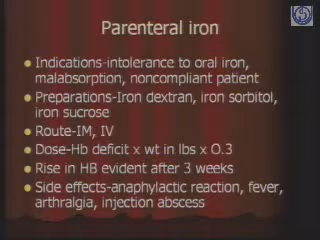 Parenteral iron
Indications-intolerance to oral iron,
malabsorption, noncompliant patient
Preparations-Iron dextran, iron sorbitol,
iron sucrose
Route-IM, IV
Dose-Hb deficit x wt in lbs x O.3
Rise in HB evident after 3 weeks
Side effects-anaphylactic reaction, fever,
arthralgia, injection abscess